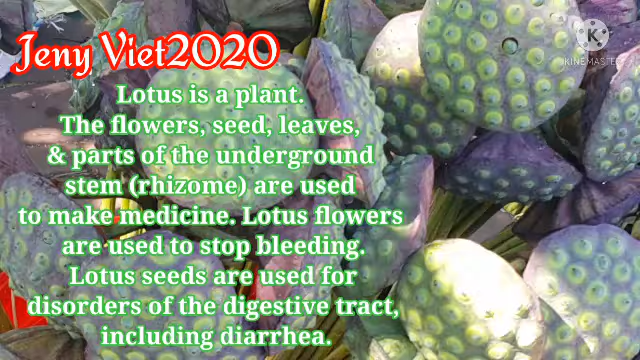 Jeny Viet2020
K
KINEMASTER
Lotus is a plant.
The flowers, seed, leaves,
& parts of the underground
stem (rhizome) are used
to make medicine. Lotus flowers
are used to stop bleeding.
Lotus seeds are used for
disorders of the digestive tract,
including diarrhea.